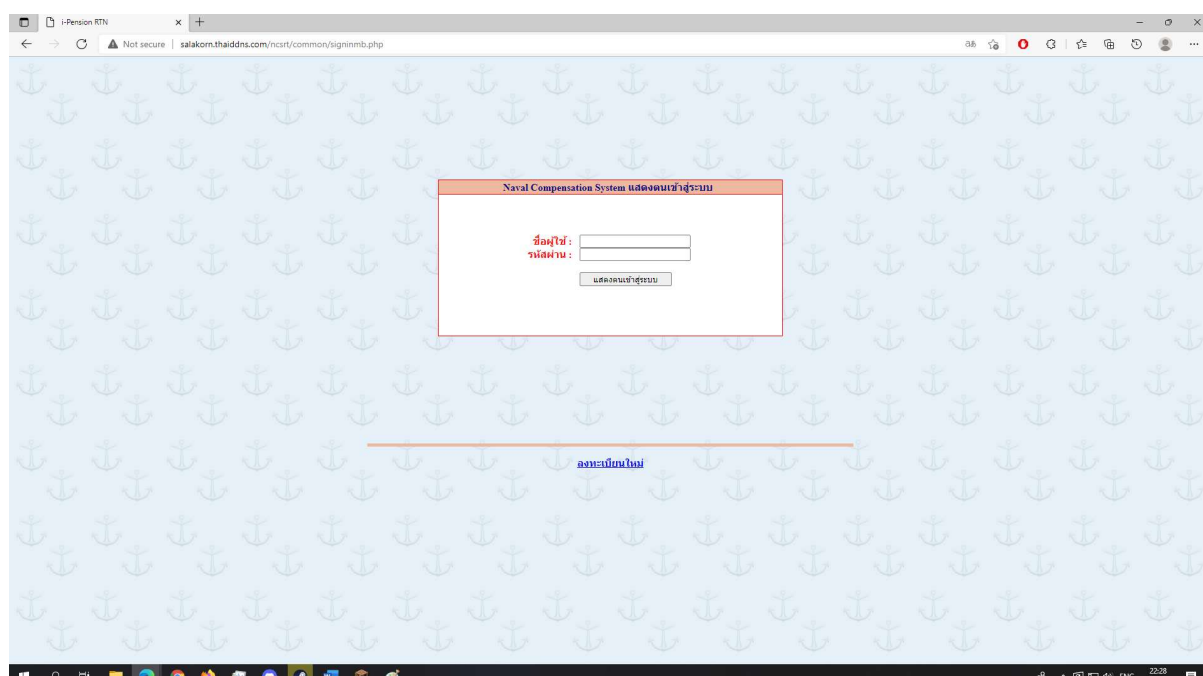 i-Pension RTN
Not secure | salakorn.thaiddns.com/ncsrt/common/signinmb.php
Naval Compensation System แสดงตนเข้าสู่ระบบ
ชื่อผู้ใช้ :
รหัสผ่าน :
แสดงตนเข้าสู่ระบบ
ลงทะเบียนใหม่
ENG 22:28